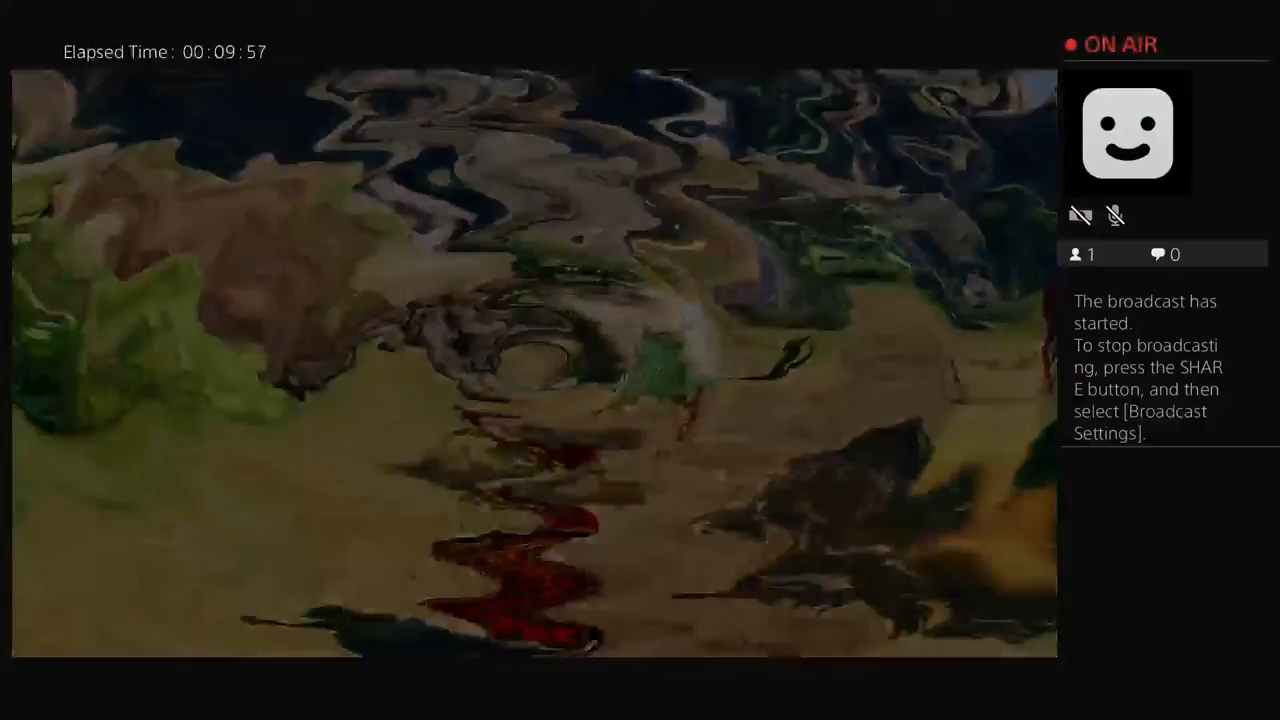 Elapsed Time: 00:09:57
ON AIR
1 0
The broadcast has
started.
To stop broadcasti
ng, press the SHAR
E button, and then
select [Broadcast
Settings].